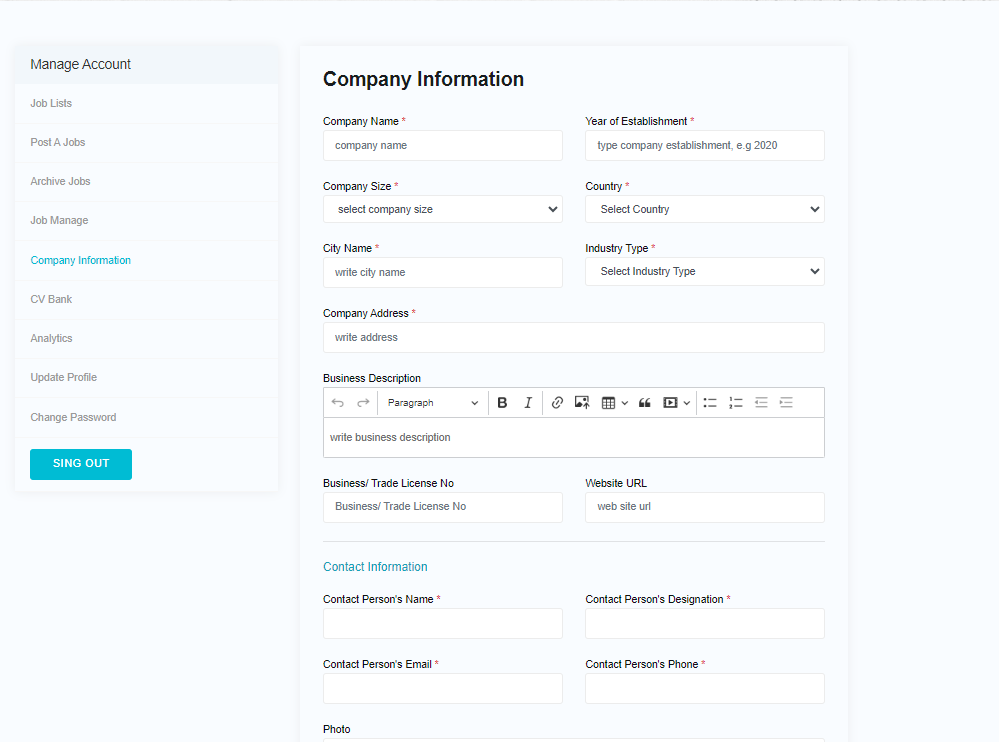 Manage Account
Job Lists
Post A Jobs
Archive Jobs
Job Manage
Company Information
CV Bank
Analytics
Update Profile
Change Password
SING OUT
Company Information
Company Name * Year of Establishment *
company name type company establishment, e.g 2020
Company Size * Country *
select company size Select Country
City Name * Industry Type *
write city name Select Industry Type
Company Address *
write address
Business Description
Paragraph B I
write business description
Business/ Trade License No Website URL
Business/ Trade License No web site url
Contact Information
Contact Person's Name * Contact Person's Designation *
Contact Person's Email * Contact Person's Phone *
Photo